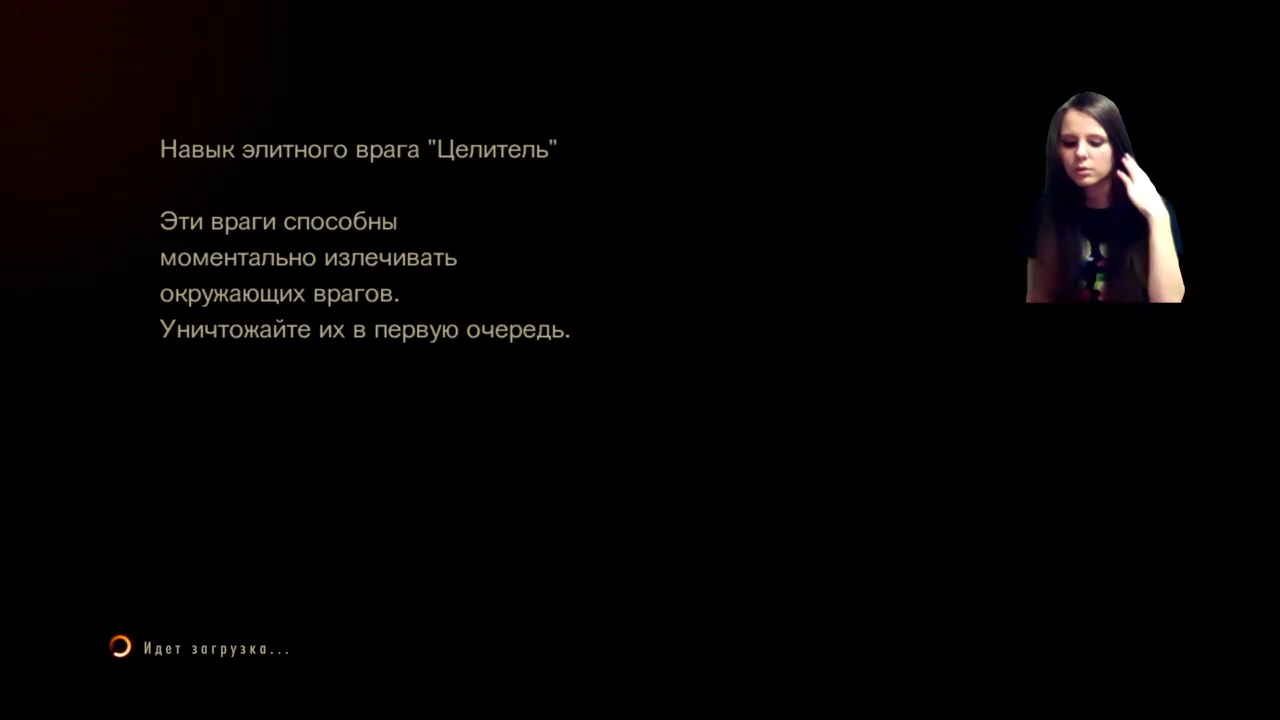 Навык элитного врага "Целитель"
Эти враги способны
моментально излечивать
окружающих врагов.
Уничтожайте их в первую очередь.
Идет загрузка...